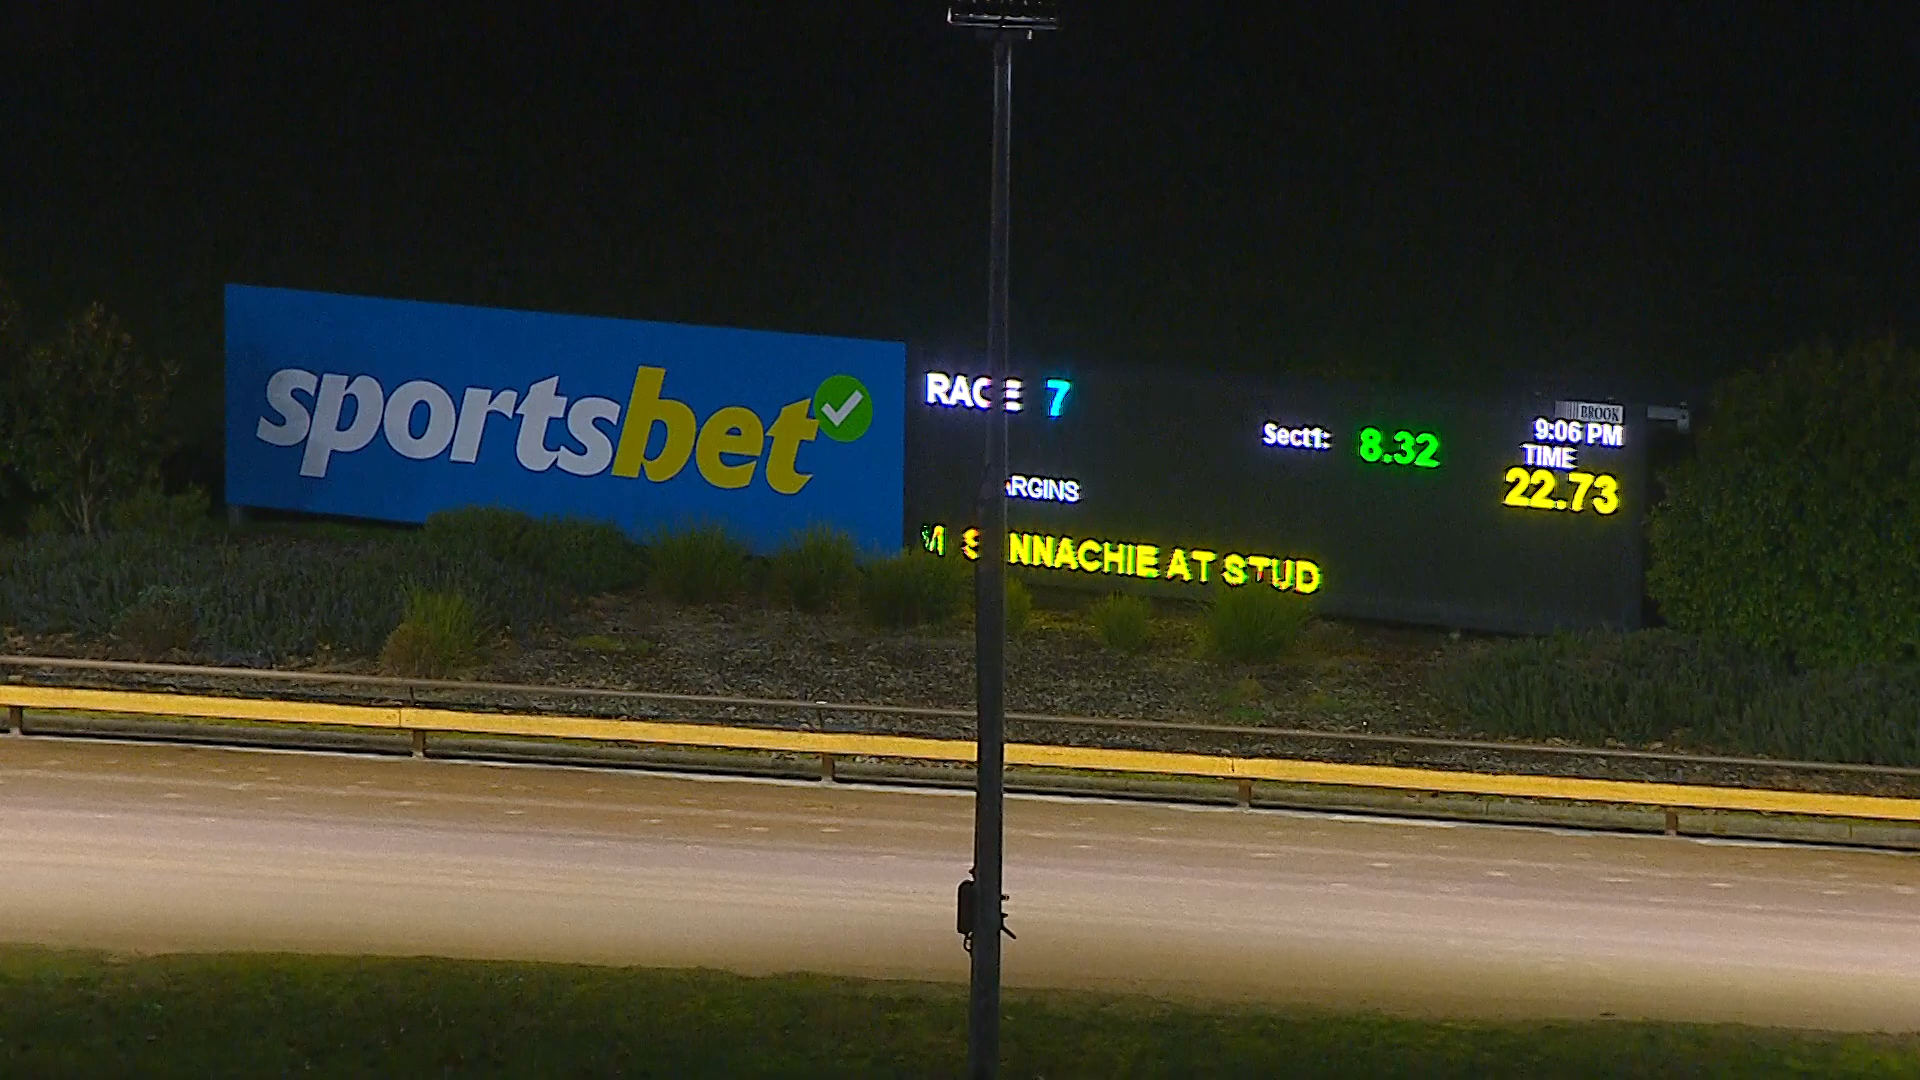 sportsbet
RACE 7
BROOK
9:06 PM
Sect1: 8.32
TIME
22.73
NNACHIE AT STUD